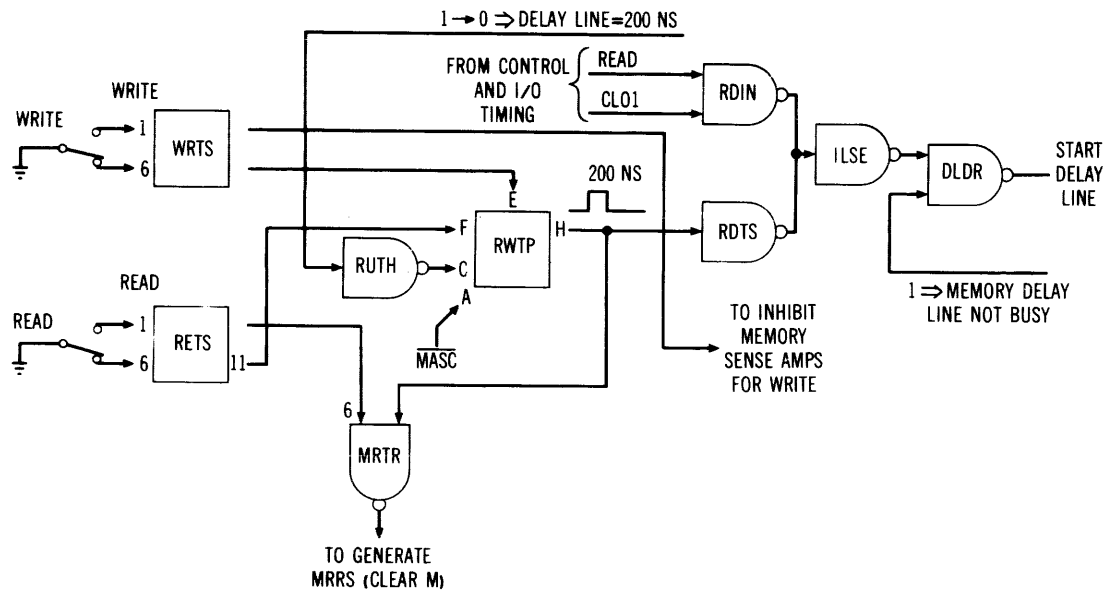 1 → 0 ⇒ DELAY LINE=200 NS
FROM CONTROL
AND I/O
TIMING
READ
CLO1
RDIN
WRITE
WRITE
1
6
WRTS
ILSE
DLDR
START
DELAY
LINE
E
F
C
A
H
RWTP
200 NS
RDTS
RUTH
MASC
1 ⇒ MEMORY DELAY
LINE NOT BUSY
READ
READ
1
6
RETS
11
TO INHIBIT
MEMORY
SENSE AMPS
FOR WRITE
6
MRTR
TO GENERATE
MRRS (CLEAR M)